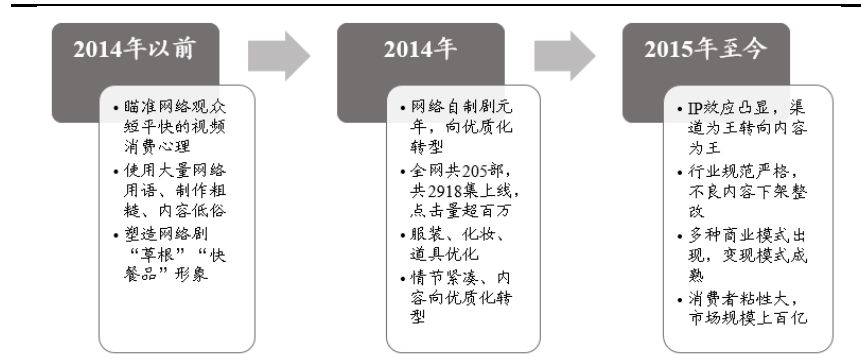 2014年以前
• 瞄准网络观众
短平快的视频
消费心理
• 使用大量网络
用语、制作粗
糙、内容低俗
• 塑造网络剧
“草根”“快
餐品”形象
2014年
• 网络自制剧元
年，向优质化
转型
• 全网共205部，
共2918集上线，
点击量超百万
• 服装、化妆、
道具优化
• 情节紧凑、内
容向优质化转
型
2015年至今
• IP效应凸显，渠
道为王转向内容
为王
• 行业规范严格，
不良内容下架整
改
• 多种商业模式出
现，变现模式成
熟
• 消费者粘性大，
市场规模上百亿